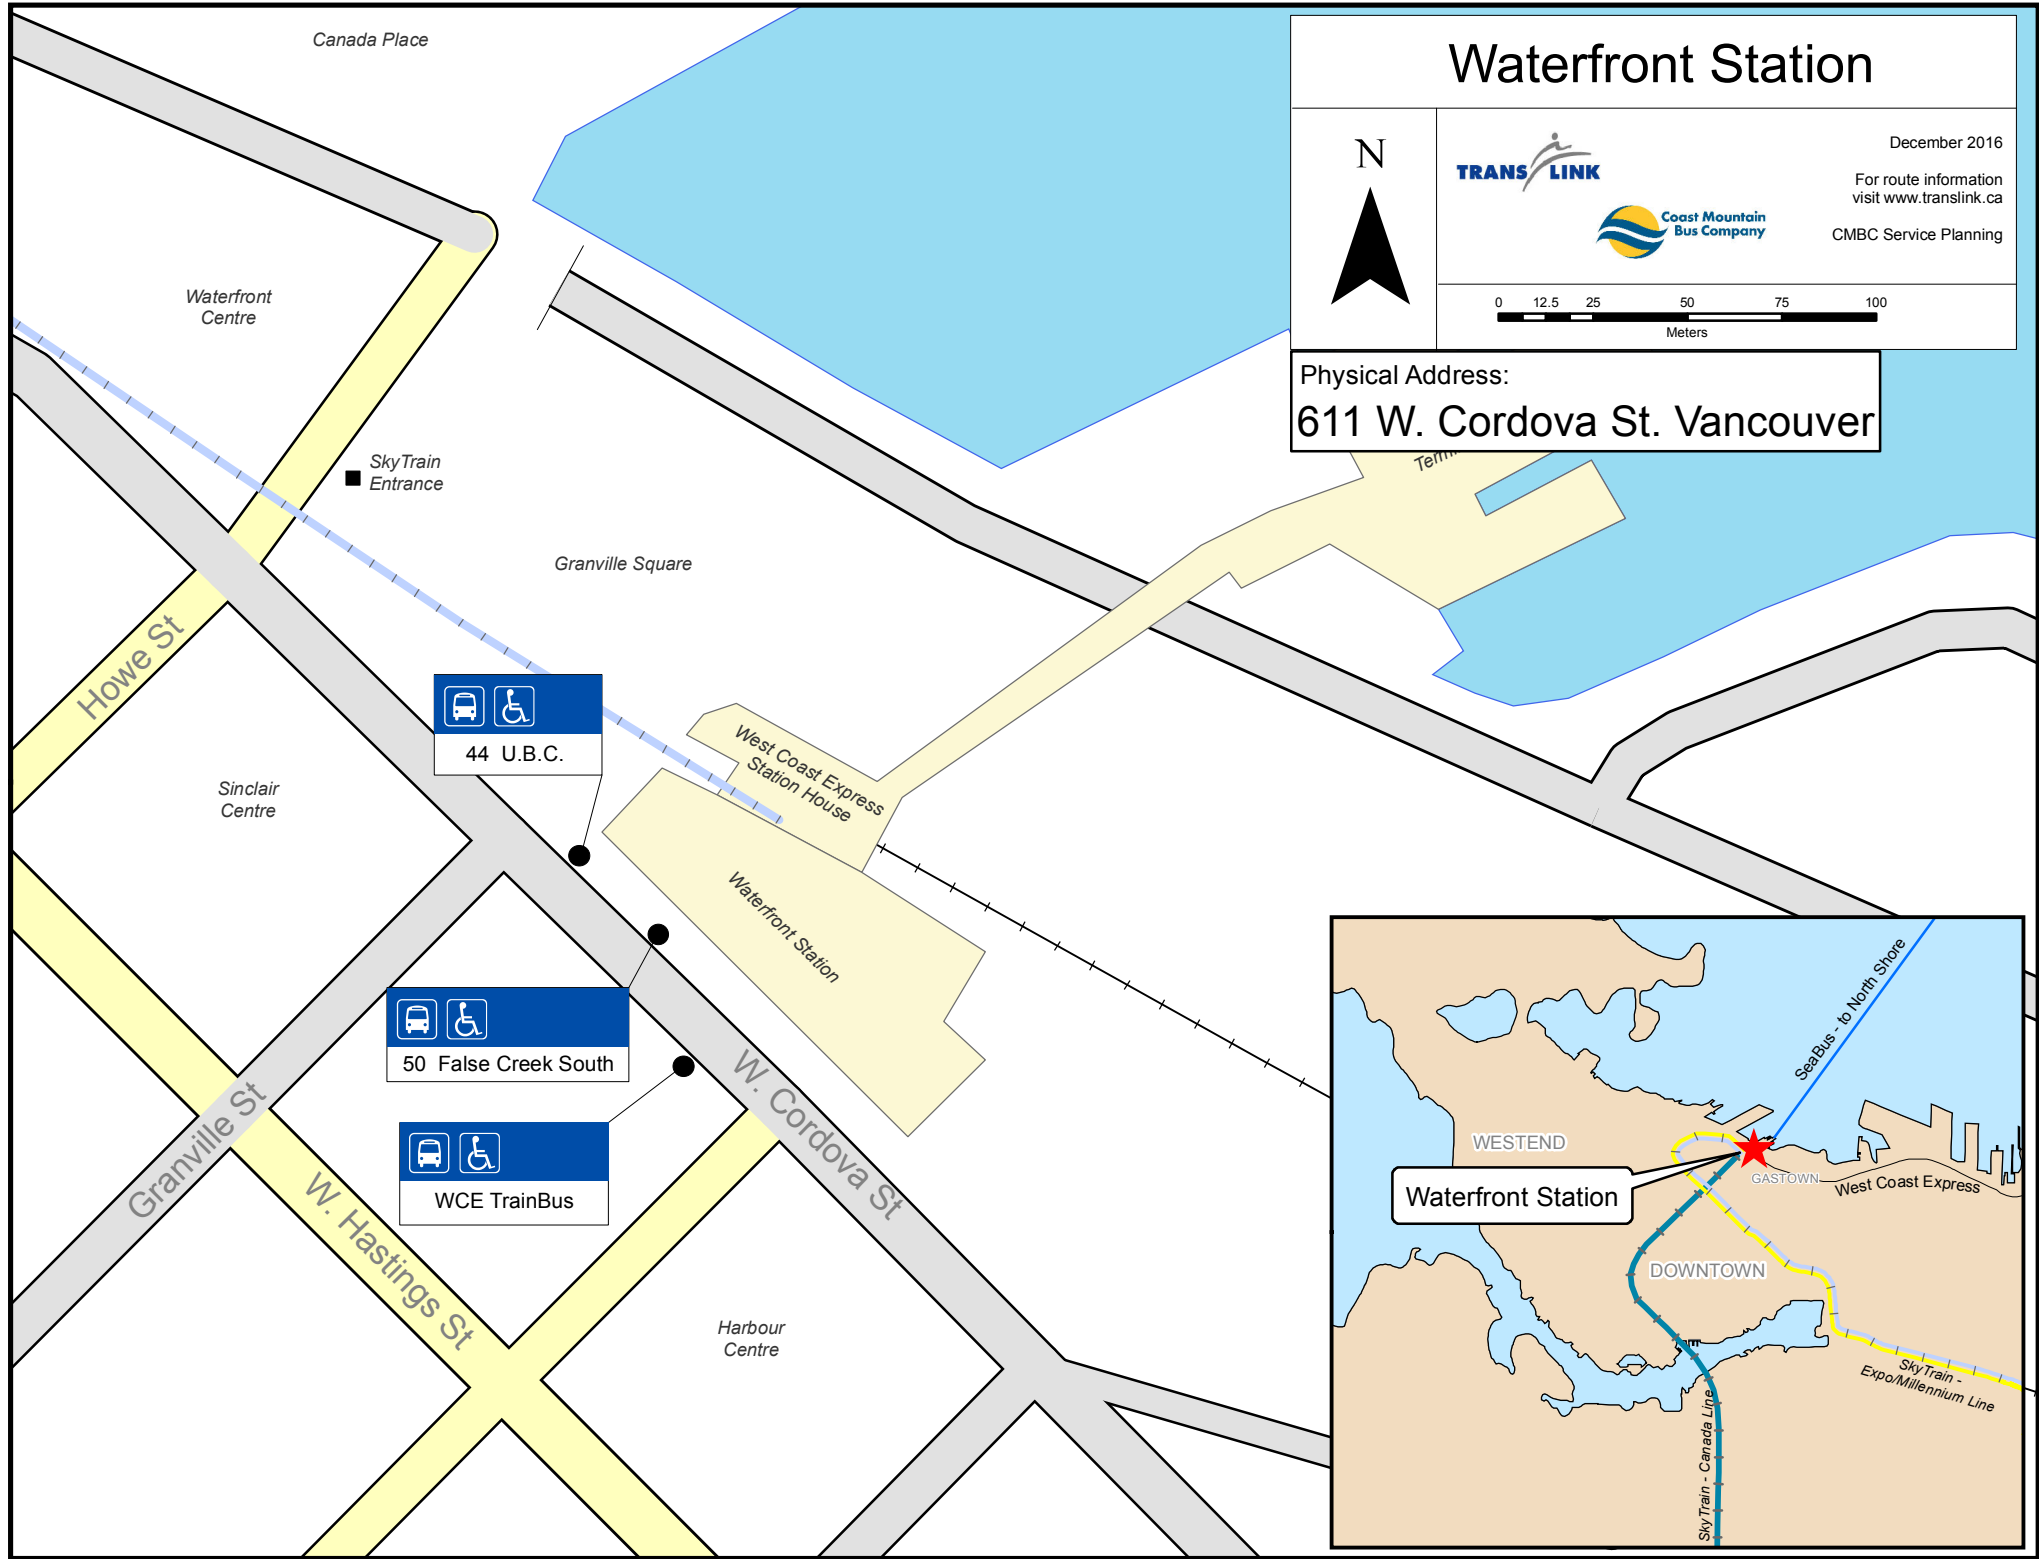 Canada Place
Waterfront Station
N
TRANS LINK
December 2016
For route information
visit www.translink.ca
Coast Mountain
Bus Company
CMBC Service Planning
0 12.5 25 50 75 100
Meters
Physical Address:
611 W. Cordova St. Vancouver
Waterfront
Centre
SkyTrain
Entrance
Granville Square
Howe St
44 U.B.C.
Sinclair
Centre
West Coast Express
Station House
Waterfront Station
50 False Creek South
WCE TrainBus
W. Cordova St
Granville St
W. Hastings St
Harbour
Centre
SeaBus - to North Shore
WESTEND
Waterfront Station
GASTOWN
West Coast Express
DOWNTOWN
SkyTrain -
Expo/Millennium Line
SkyTrain - Canada Line